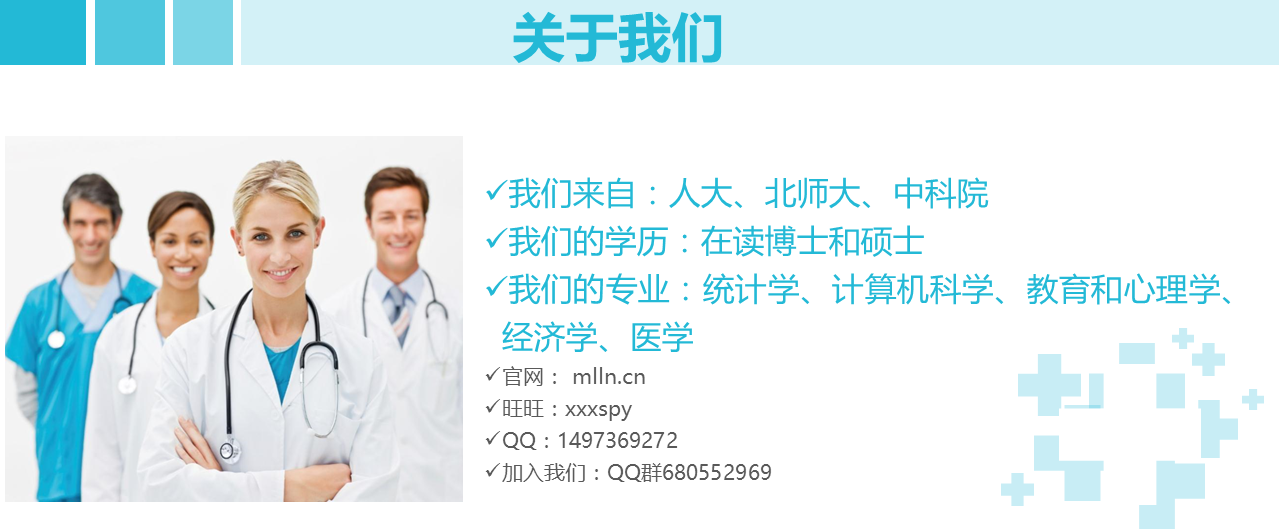 关于我们
✓我们来自：人大、北师大、中科院
✓我们的学历：在读博士和硕士
✓我们的专业：统计学、计算机科学、教育和心理学、
经济学、医学
✓官网： mlln.cn
✓旺旺：xxxspy
✓QQ：1497369272
✓加入我们：QQ群680552969